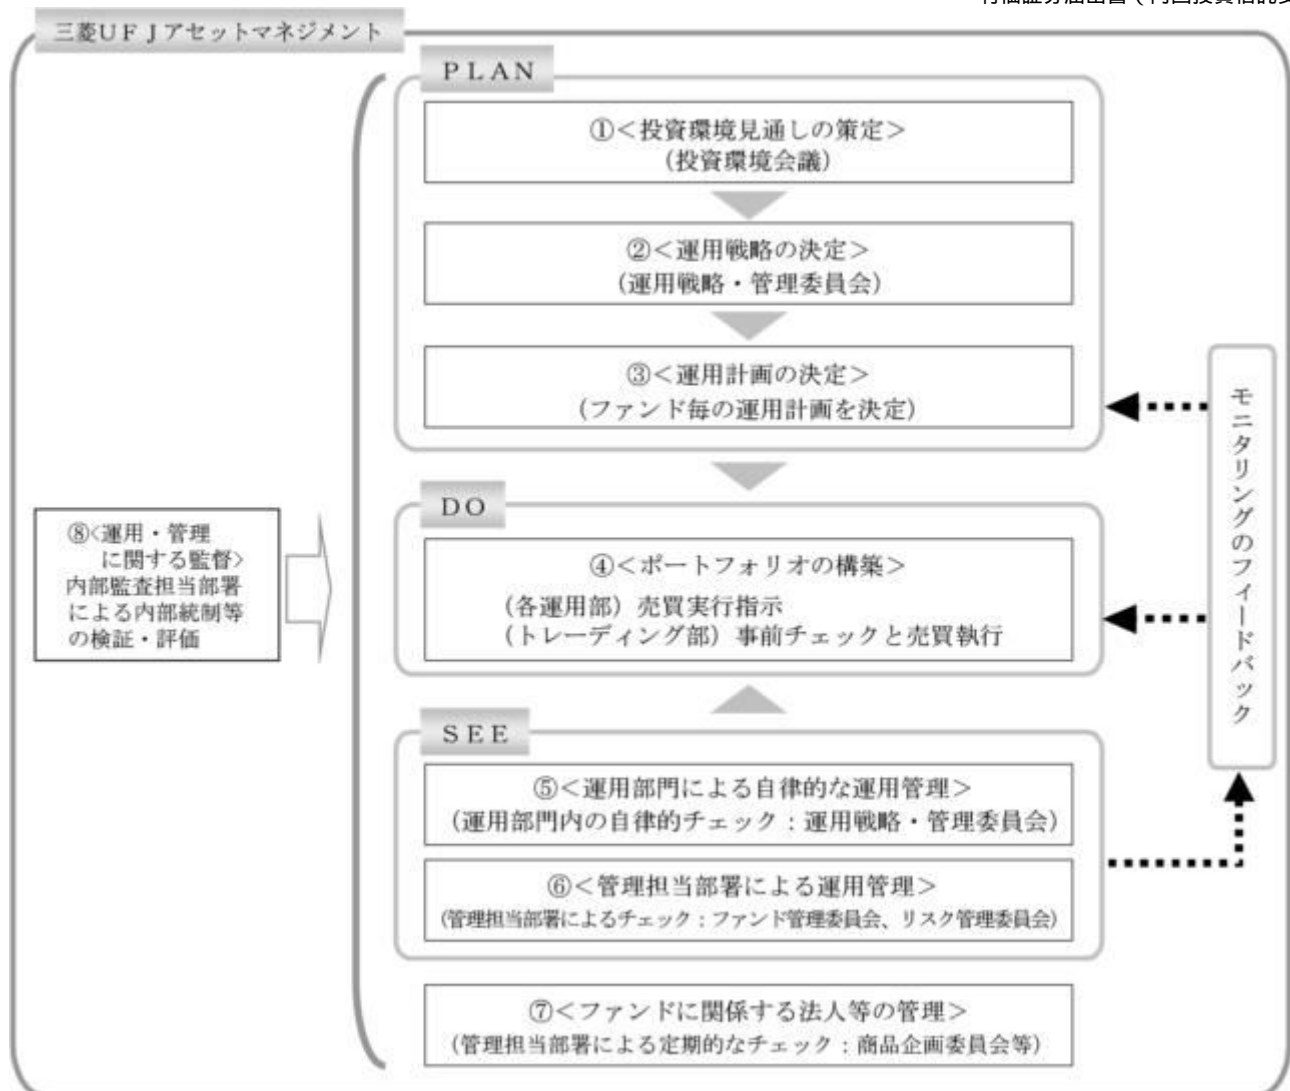 三菱UFJアセットマネジメント
PLAN
①＜投資環境見通しの策定＞
(投資環境会議)
②＜運用戦略の決定＞
(運用戦略・管理委員会)
③＜運用計画の決定＞
(ファンド毎の運用計画を決定)
DO
④＜ポートフォリオの構築＞
(各運用部) 売買実行指示
(トレーディング部) 事前チェックと売買執行
SEE
⑤＜運用部門による自律的な運用管理＞
(運用部門内の自律的チェック：運用戦略・管理委員会)
⑥＜管理担当部署による運用管理＞
(管理担当部署によるチェック：ファンド管理委員会、リスク管理委員会)
⑦＜ファンドに関係する法人等の管理＞
(管理担当部署による定期的なチェック：商品企画委員会等)
⑧<運用・管理
に関する監督>
内部監査担当部署
による内部統制等
の検証・評価
モニタリングのフィードバック